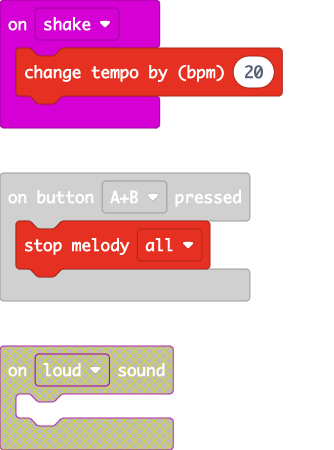 on shake
change tempo by (bpm) 20
on button A+B pressed
stop melody all
on loud sound